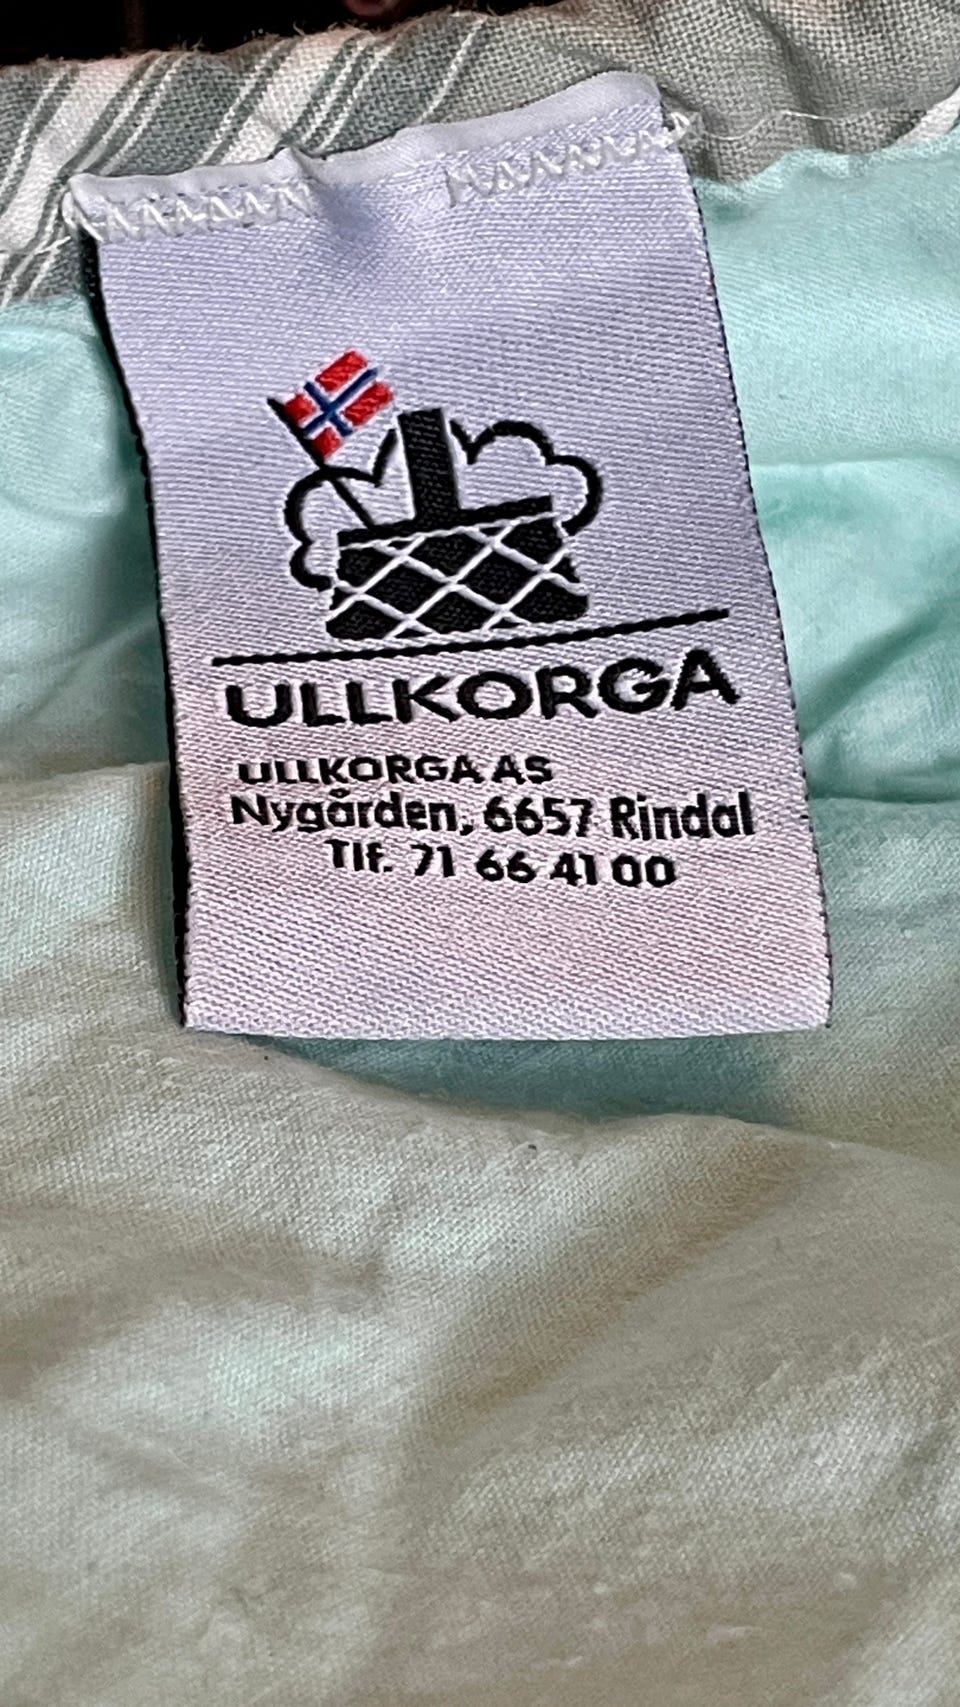 ULLKORGA
ULLKORGA AS
Nygården, 6657 Rindal
Tlf. 71 66 41 00